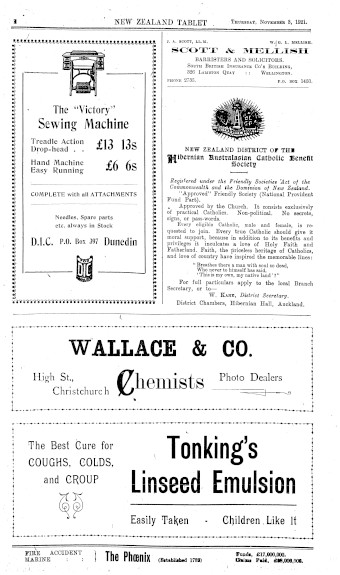 8 NEW ZEALAND TABLET Thursday, November 3, 1921.
The "Victory"
Sewing Machine
Treadle Action
Drop-head . . £13 13s
Hand Machine
Easy Running £6 6s
COMPLETE with all ATTACHMENTS
Needles, Spare parts
etc. always in Stock
D.I.C. P.O. Box 397 Dunedin
SCOTT & MELLISH
BARRISTERS AND SOLICITORS.
South British Insurance Co's Building,
326 Lambton Quay :: Wellington.
P.O. Box 1483.
NEW ZEALAND DISTRICT OF THE
Hibernian Australasian Catholic Benefit
Society
Registered under the Friendly Societies Act of the
Commonwealth and the Dominion of New Zealand.
"Approved" Friendly Society (National Provident
Fund Part).
Approved by the Church. It consists exclusively
of practical Catholics. Non-political. No secrets,
signs, or pass-words.
Every eligible Catholic, male and female, is re-
quested to join. Every true Catholic should give it
moral support, because in addition to its benefits and
privileges it inculcates a love of Holy Faith and
Fatherland. Faith, the priceless heritage of Catholics,
and love of country have inspired the memorable lines:
"Breathes there a man with soul so dead,
Who never to himself has said,
'This is my own, my native land'?"
For full particulars apply to the local Branch
Secretary, or to—
W. Kane, District Secretary.
District Chambers, Hibernian Hall, Auckland.
WALLACE & CO.
High St.,
Christchurch Chemists Photo Dealers
The Best Cure for
COUGHS, COLDS,
and CROUP
Tonking's
Linseed Emulsion
Easily Taken - Children Like It
FIRE ACCIDENT
MARINE : : The Phœnix (Established 1782)
Funds, £17,000,000.